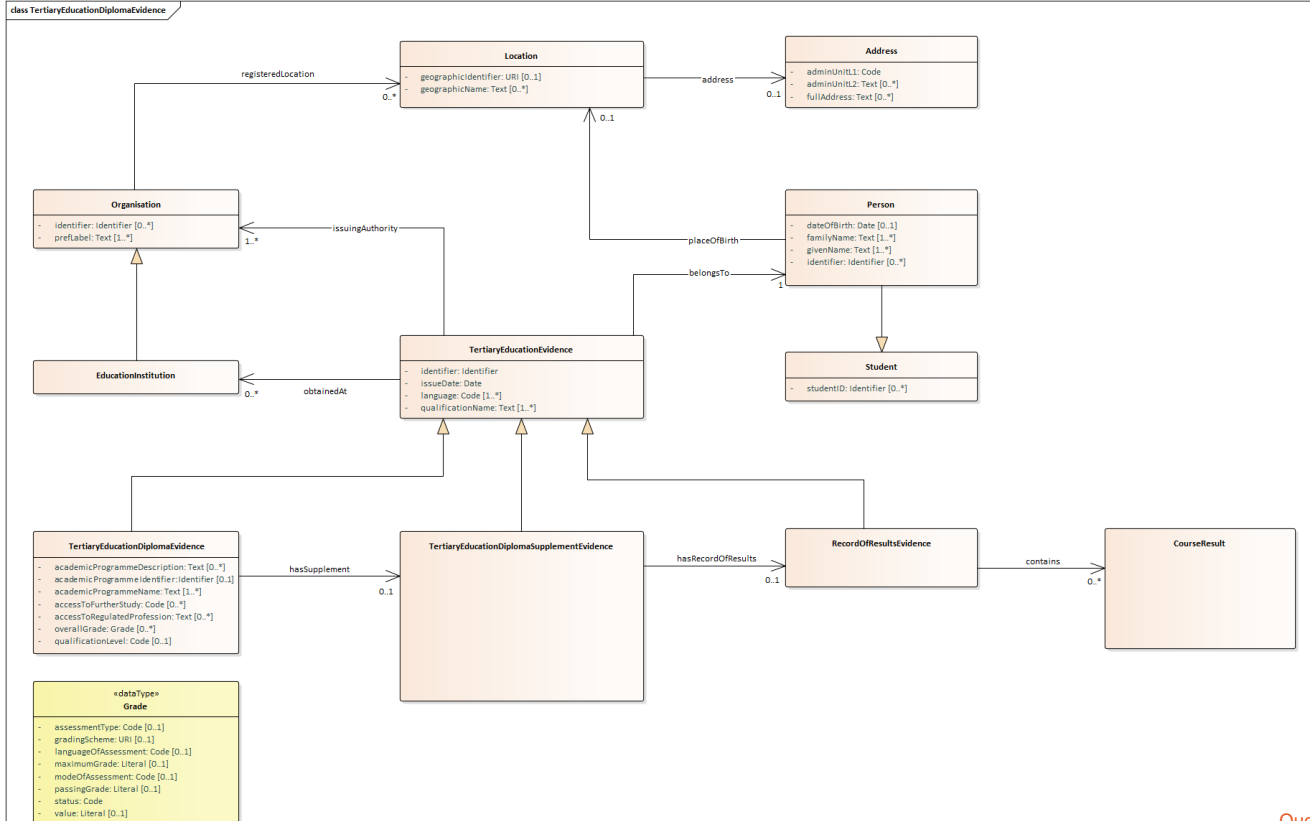 class TertiaryEducationDiplomaEvidence
Location
- geographicIdentifier: URI [0..1]
- geographicName: Text [0..*]
Address
- adminUnitL1: Code
- adminUnitL2: Text [0..*]
- fullAddress: Text [0..*]
registeredLocation
0..*
address
0..1
0..1
Organisation
- identifier: Identifier [0..*]
- prefLabel: Text [1..*]
issuingAuthority
1..*
Person
- dateOfBirth: Date [0..1]
- familyName: Text [1..*]
- givenName: Text [1..*]
- identifier: Identifier [0..*]
placeOfBirth
belongsTo
1
EducationInstitution
obtainedAt
0..*
TertiaryEducationEvidence
- identifier: Identifier
- issueDate: Date
- language: Code [1..*]
- qualificationName: Text [1..*]
Student
- studentID: Identifier [0..*]
TertiaryEducationDiplomaEvidence
- academicProgrammeDescription: Text [0..*]
- academicProgrammeIdentifier:Identifier [0..1]
- academicProgrammeName: Text [1..*]
- accessToFurtherStudy: Code [0..*]
- accessToRegulatedProfession: Text [0..*]
- overallGrade: Grade [0..*]
- qualificationLevel: Code [0..1]
hasSupplement
0..1
TertiaryEducationDiplomaSupplementEvidence
hasRecordOfResults
0..1
RecordOfResultsEvidence
contains
0..*
CourseResult
«dataType»
Grade
- assessmentType: Code [0..1]
- gradingScheme: URI [0..1]
- languageOfAssessment: Code [0..1]
- maximumGrade: Literal [0..1]
- modeOfAssessment: Code [0..1]
- passingGrade: Literal [0..1]
- status: Code
- value: Literal [0..1]